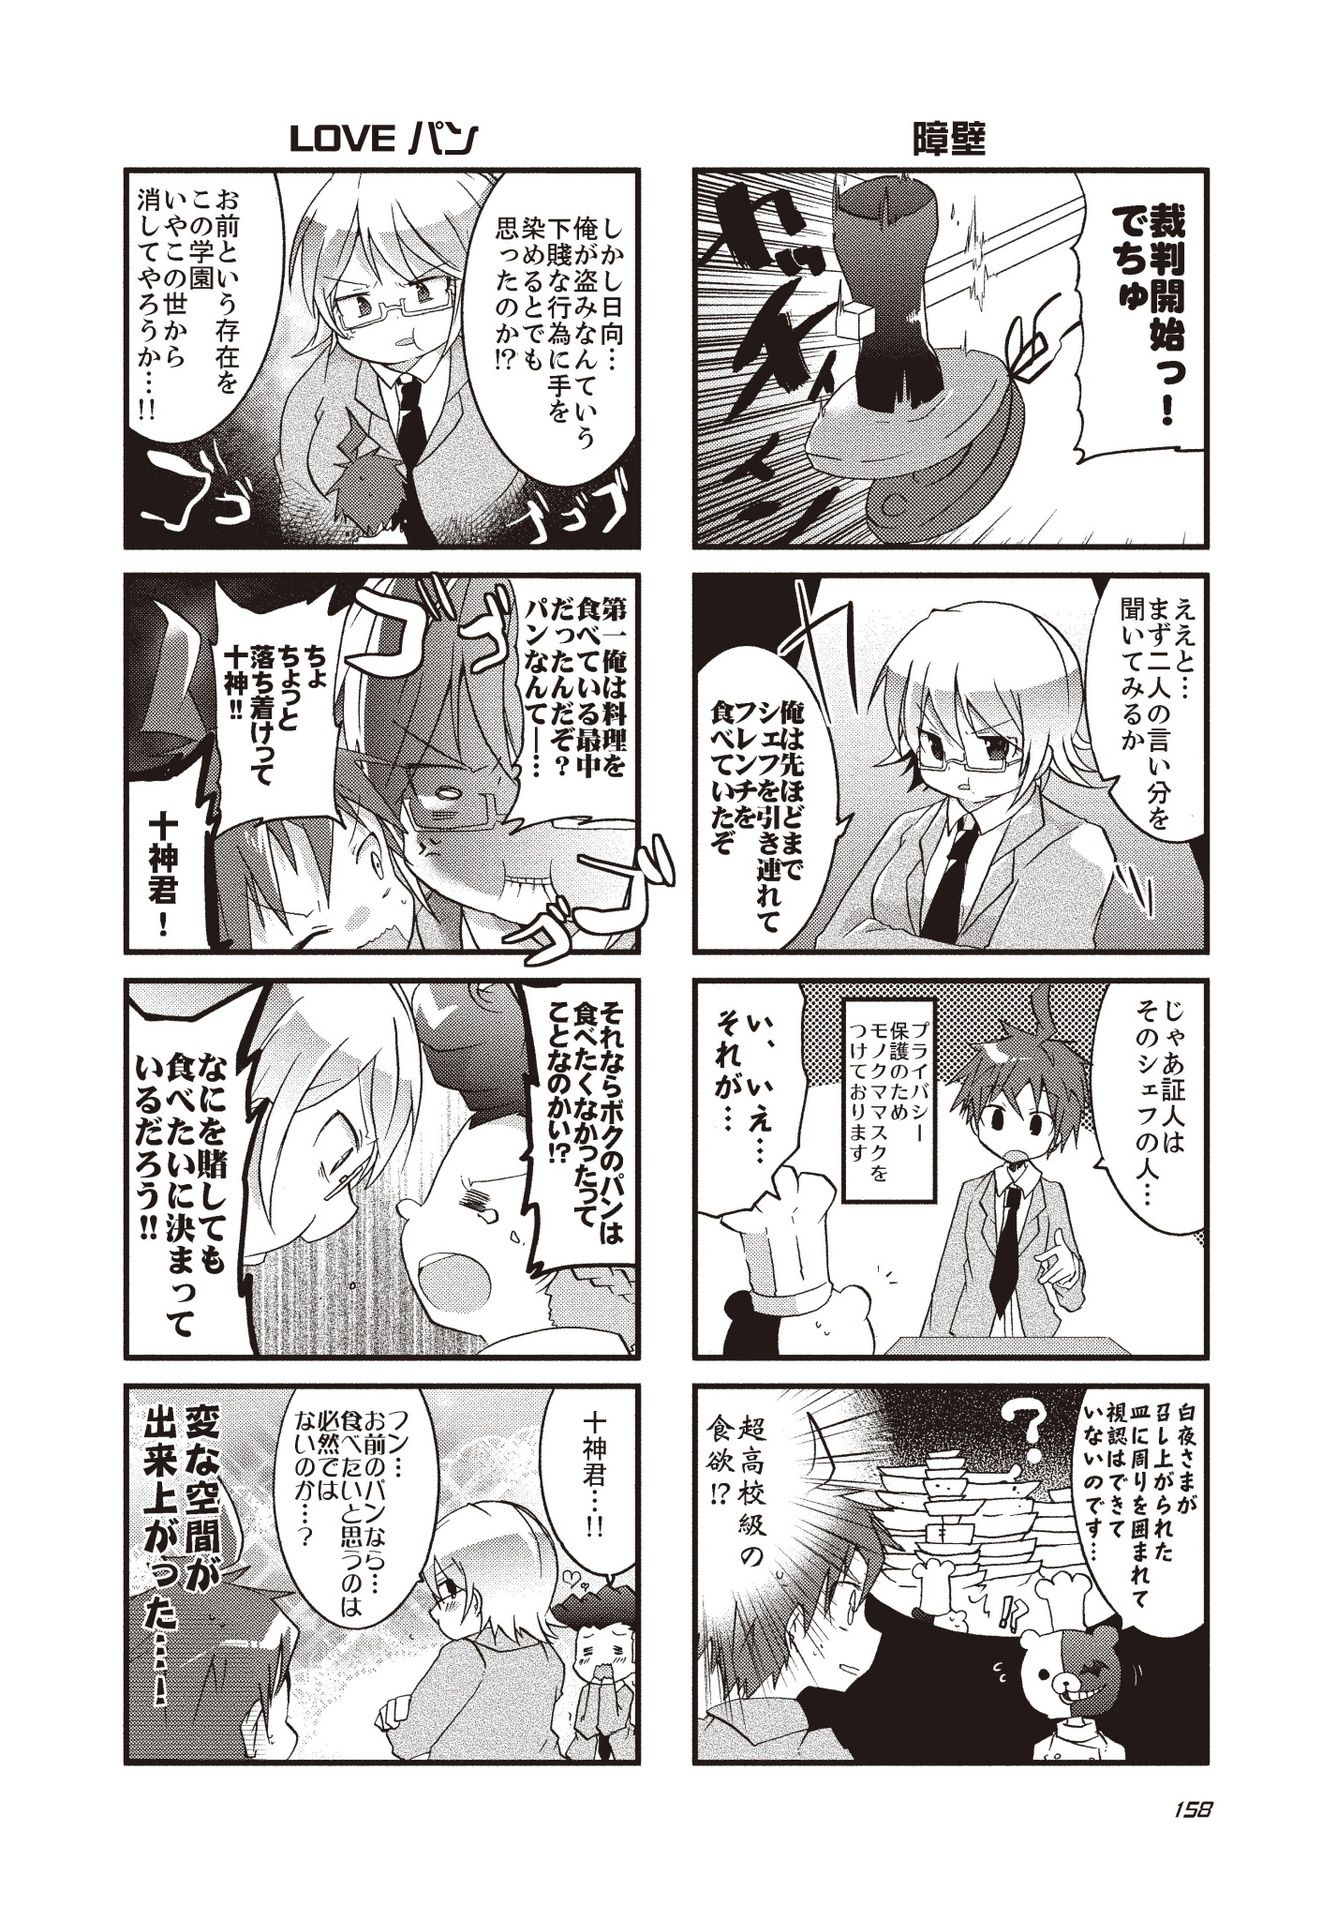 障壁
裁判開始っ！
でちゅ
ドッギャァン
ええと…
まず二人の言い分を
聞いてみるか
俺は先ほどまで
シェフを引き連れて
フレンチを
食べていたぞ
じゃあ証人は
そのシェフの人…
プライバシー
保護のため
モノクママスクを
つけております
い、いえ…
それが…
白夜さまが
召し上がられた
皿に周りを囲まれて
視認はできて
いないのです…
？
!?
超高校級の
食欲!?
LOVE パン
しかし日向…
俺が盗みなんていう
下賤な行為に手を
染めるとでも
思ったのか!?
お前という存在を
この学園
いやこの世から
消してやろうか…!!
ゴゴゴ
ゴゴゴ
第一俺は料理を
食べている最中
だったんだぞ？
パンなんて――…
ちょ
ちょっと
落ち着けって
十神!!
十神君！
ゴゴ
ゴゴ
それならボクのパンは
食べたくなかったって
ことなのかい!?
なにを賭しても
食べたいに決まって
いるだろう!!
十神君…!!
フン…
お前のパンなら…
食べたいと思うのは
必然では
ないのか…？
変な空間が
出来上がった…！
158